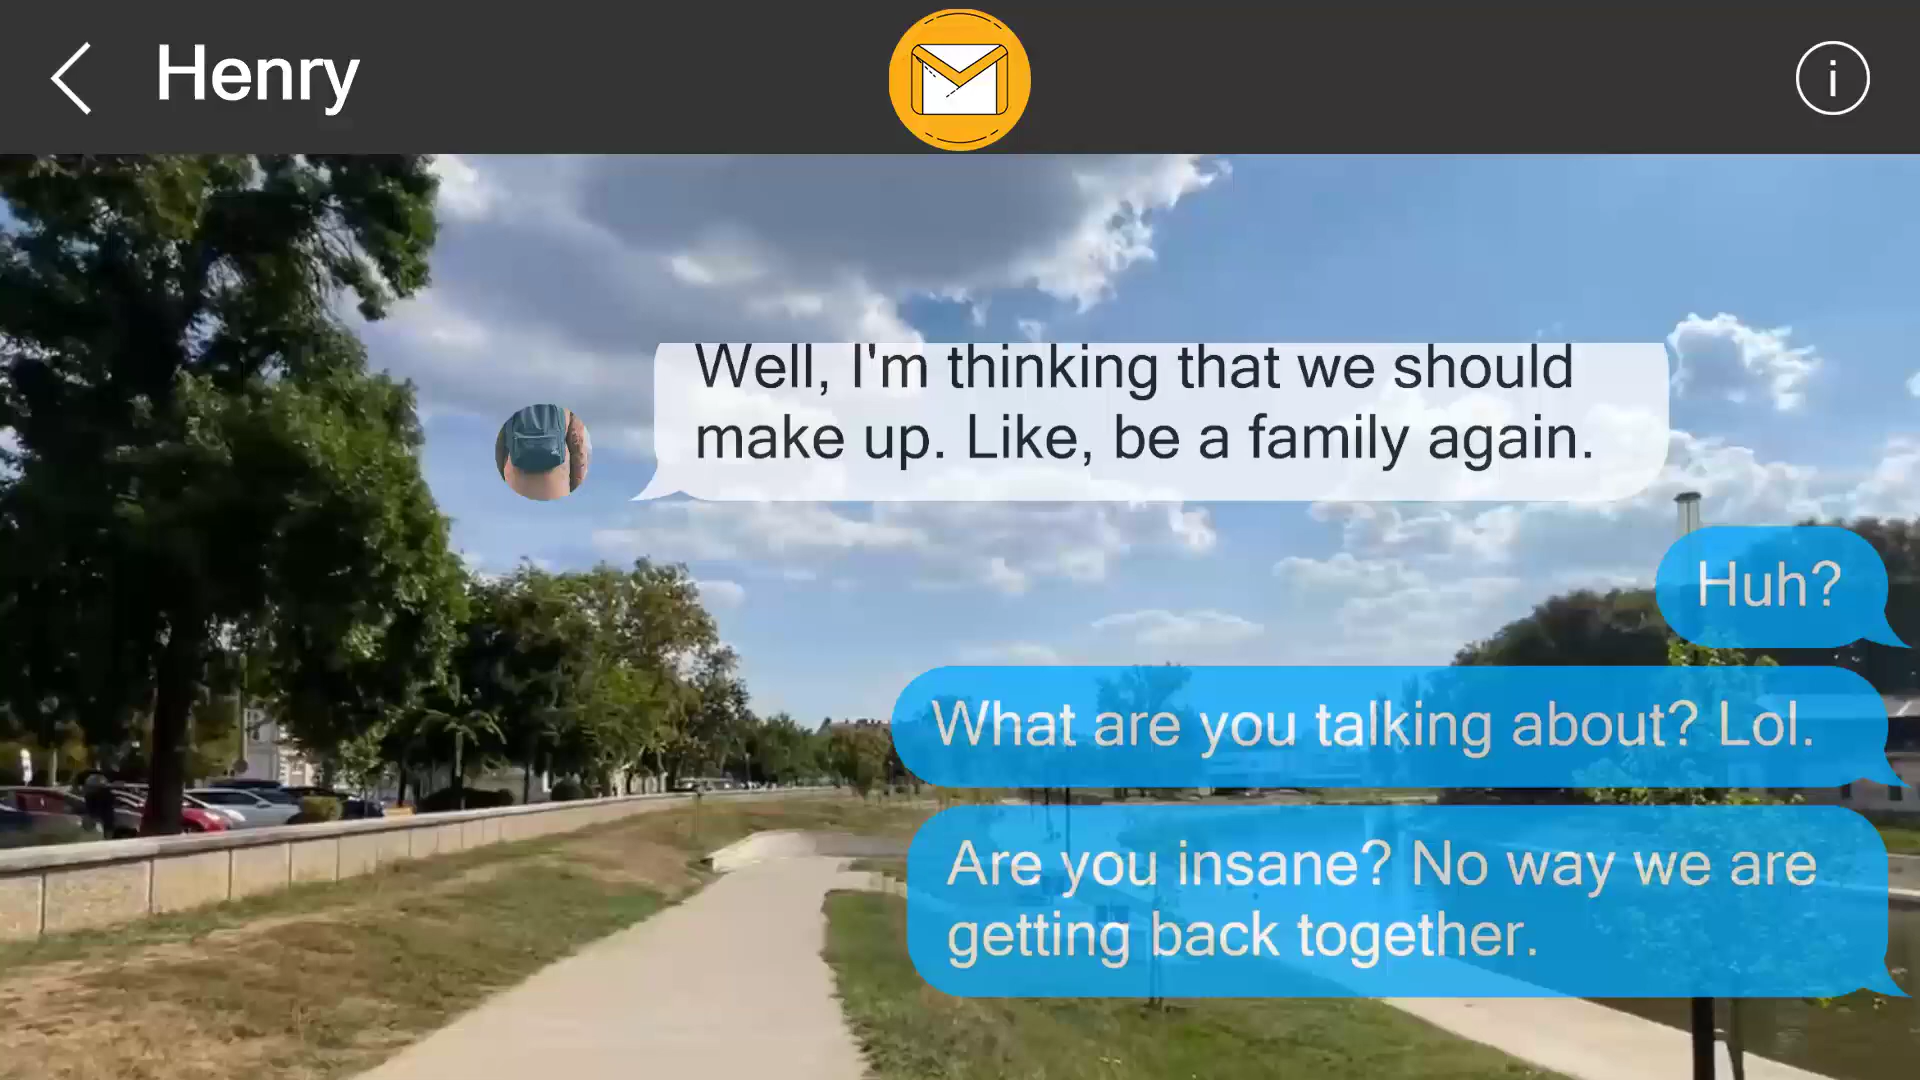 Henry
Well, I'm thinking that we should
make up. Like, be a family again.
Huh?
What are you talking about? Lol.
Are you insane? No way we are
getting back together.